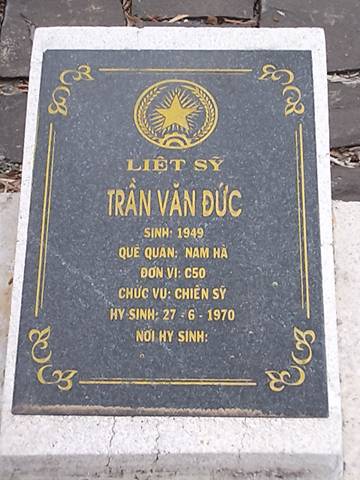 LIỆT SỸ
TRẦN VĂN ĐỨC
SINH: 1949
QUÊ QUÁN: NAM HÀ
ĐƠN VỊ: C50
CHỨC VỤ: CHIẾN SỸ
HY SINH: 27 - 6 - 1970
NƠI HY SINH: